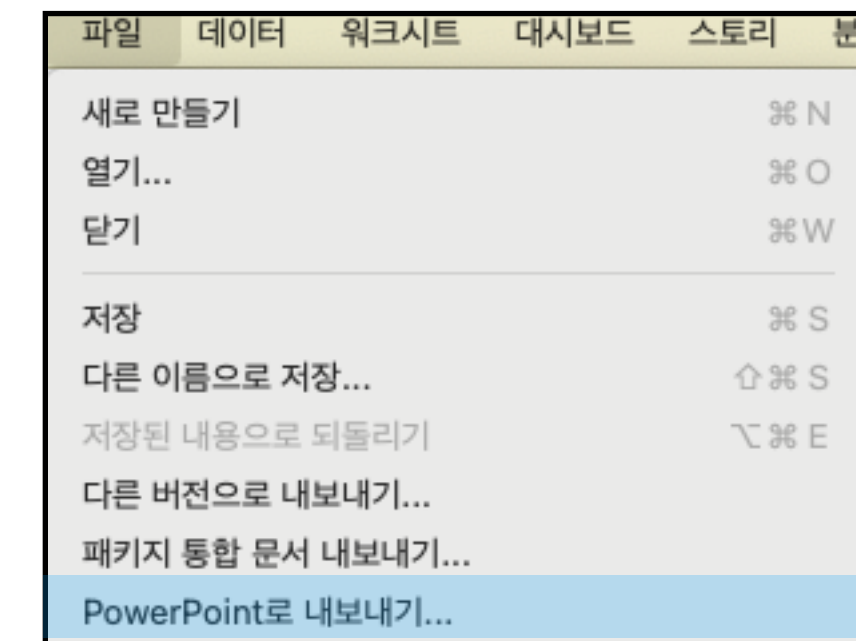 파일 데이터 워크시트 대시보드 스토리
새로 만들기 ⌘ N
열기... ⌘ O
닫기 ⌘ W
저장 ⌘ S
다른 이름으로 저장... ⇧ ⌘ S
저장된 내용으로 되돌리기 ⌥ ⌘ E
다른 버전으로 내보내기...
패키지 통합 문서 내보내기...
PowerPoint로 내보내기...